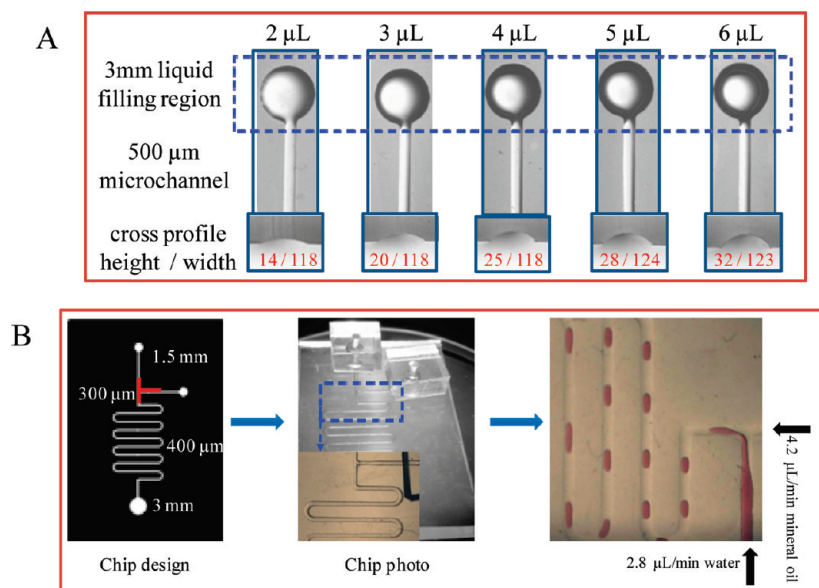 A
2 µL 3 µL 4 µL 5 µL 6 µL
3mm liquid
filling region
500 µm
microchannel
cross profile
height / width
14 / 118 20 / 118 25 / 118 28 / 124 32 / 123
B
1.5 mm
300 µm
400 µm
3 mm
4.2 µL/min mineral oil
2.8 µL/min water
Chip design
Chip photo